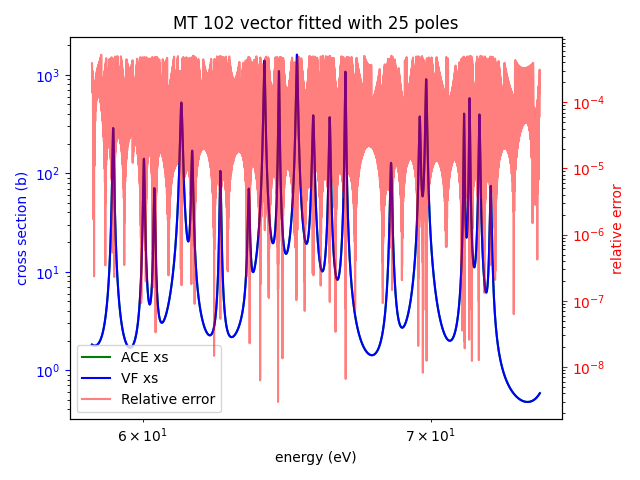 MT 102 vector fitted with 25 poles
cross section (b)
10³
10²
10¹
10⁰
10⁻⁴
10⁻⁵
10⁻⁶
10⁻⁷
10⁻⁸
relative error
ACE xs
VF xs
Relative error
6 × 10¹
7 × 10¹
energy (eV)